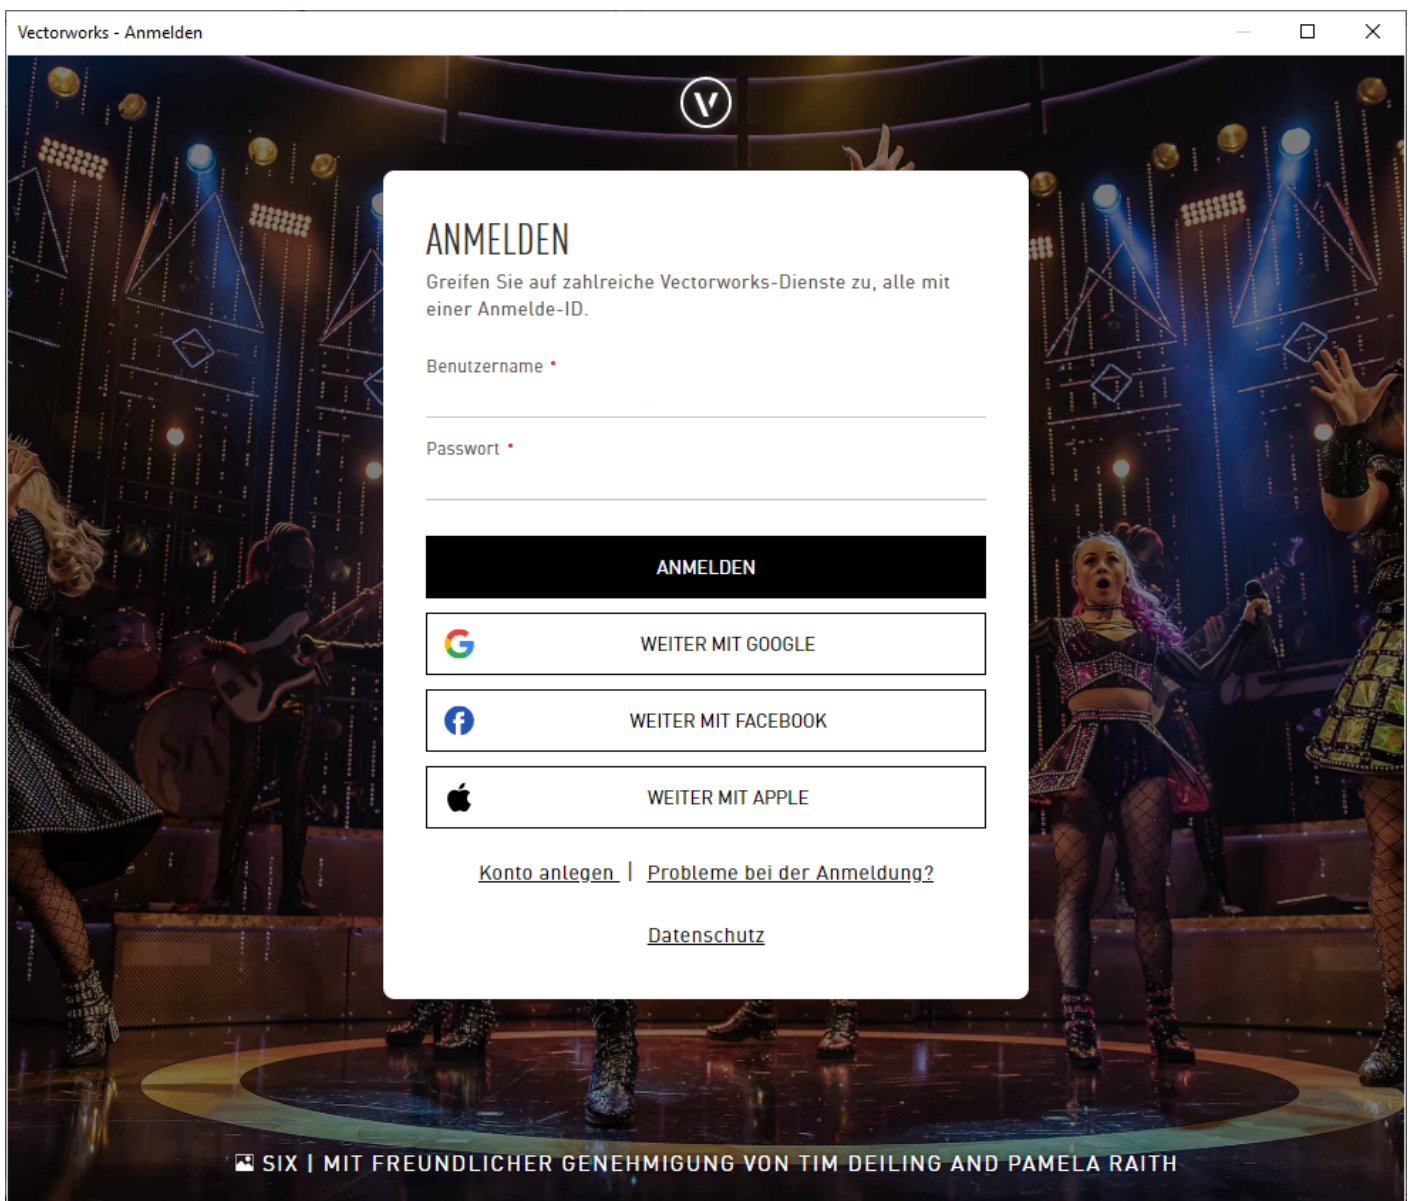 Vectorworks - Anmelden
ANMELDEN
Greifen Sie auf zahlreiche Vectorworks-Dienste zu, alle mit
einer Anmelde-ID.
Benutzername •
Passwort •
ANMELDEN
WEITER MIT GOOGLE
WEITER MIT FACEBOOK
WEITER MIT APPLE
Konto anlegen | Probleme bei der Anmeldung?
Datenschutz
SIX
SIX | MIT FREUNDLICHER GENEHMIGUNG VON TIM DEILING AND PAMELA RAITH